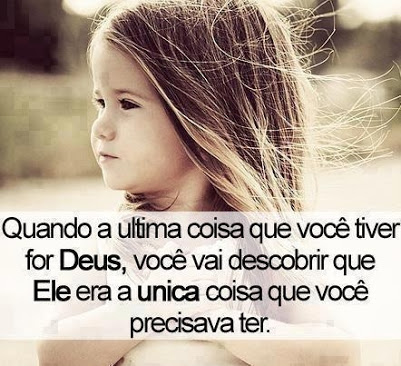 Quando a ultima coisa que você tiver
for Deus, você vai descobrir que
Ele era a unica coisa que você
precisava ter.